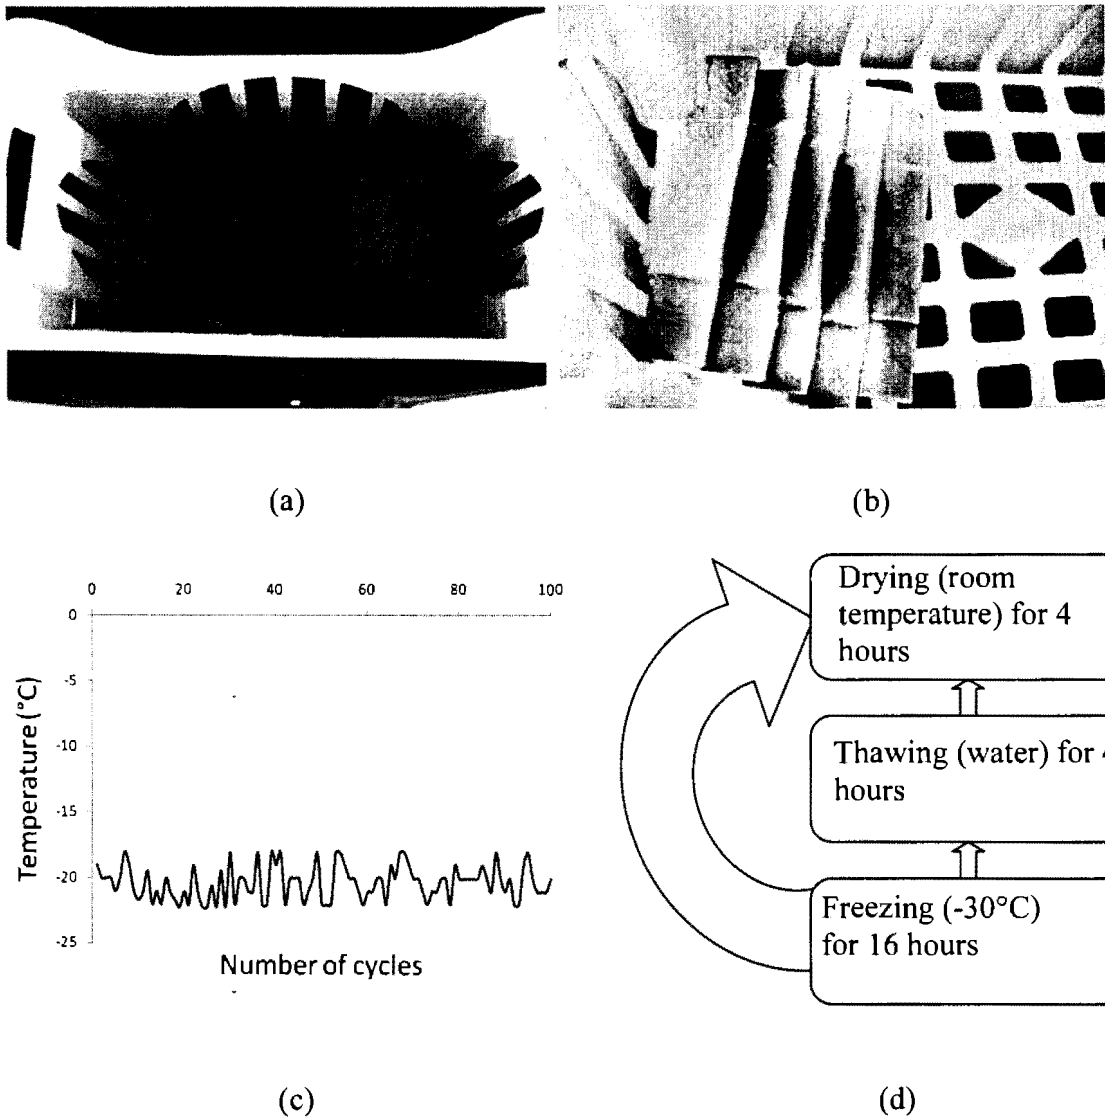 (a)
(b)
0
20
40
60
80
100
0
-5
-10
-15
-20
-25
Temperature (°C)
Number of cycles
Drying (room
temperature) for 4
hours
Thawing (water) for
hours
Freezing (-30°C)
for 16 hours
(c)
(d)